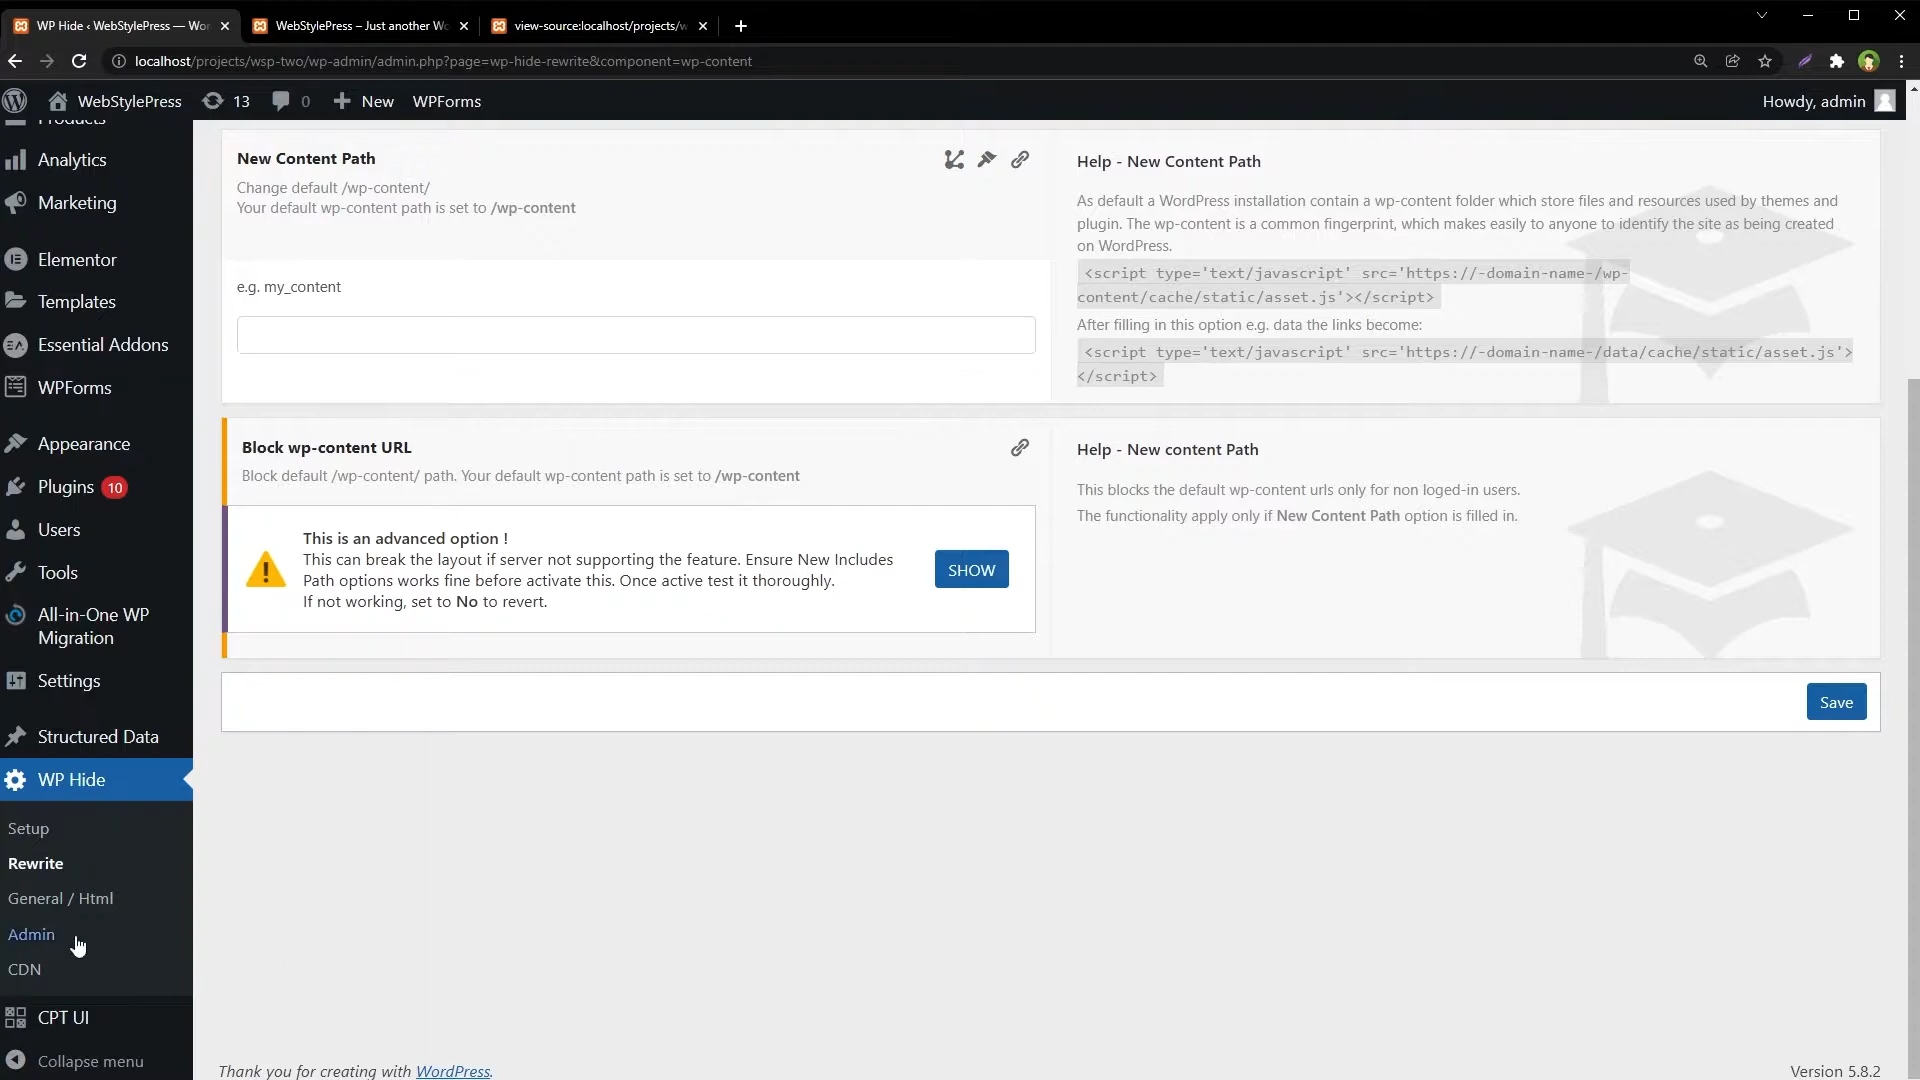 WP Hide ‹ WebStylePress — Wor
WebStylePress – Just another Wo
view-source:localhost/projects/w
localhost/projects/wsp-two/wp-admin/admin.php?page=wp-hide-rewrite&component=wp-content
WebStylePress 13 0 New WPForms
Howdy, admin
Products
Analytics
Marketing
Elementor
Templates
Essential Addons
WPForms
Appearance
Plugins 10
Users
Tools
All-in-One WP
Migration
Settings
Structured Data
WP Hide
Setup
Rewrite
General / Html
Admin
CDN
CPT UI
Collapse menu
New Content Path
Change default /wp-content/
Your default wp-content path is set to /wp-content
e.g. my_content
Help - New Content Path
As default a WordPress installation contain a wp-content folder which store files and resources used by themes and
plugin. The wp-content is a common fingerprint, which makes easily to anyone to identify the site as being created
on WordPress.
<script type='text/javascript' src='https://-domain-name-/wp-
content/cache/static/asset.js'></script>
After filling in this option e.g. data the links become:
<script type='text/javascript' src='https://-domain-name-/data/cache/static/asset.js'>
</script>
Block wp-content URL
Block default /wp-content/ path. Your default wp-content path is set to /wp-content
This is an advanced option !
This can break the layout if server not supporting the feature. Ensure New Includes
Path options works fine before activate this. Once active test it thoroughly.
If not working, set to No to revert.
SHOW
Help - New content Path
This blocks the default wp-content urls only for non loged-in users.
The functionality apply only if New Content Path option is filled in.
Save
Thank you for creating with WordPress.
Version 5.8.2